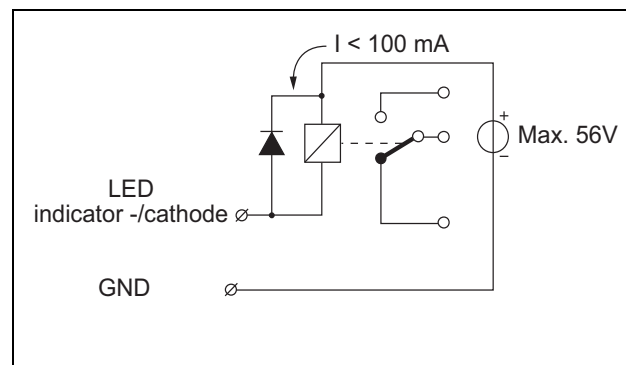 I < 100 mA
+
Max. 56V
–
LED
indicator -/cathode
GND